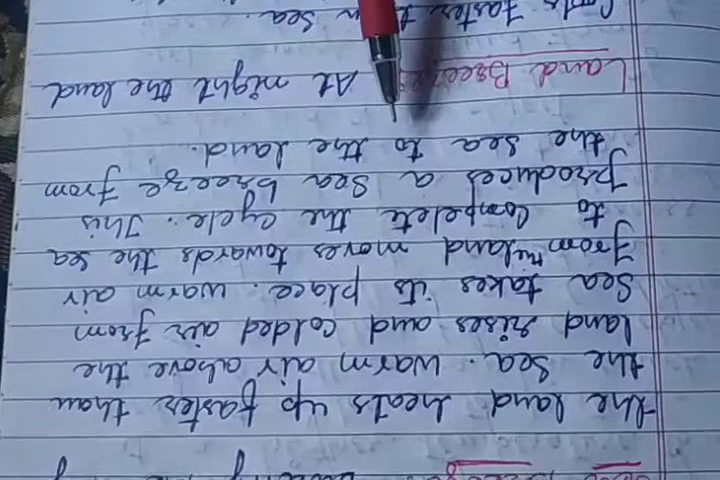 the land heats up faster than
the sea. warm air above the
land rises and colded air from
sea takes its place. warm air
from the land moves towards the sea
to compelete the cycle. This
produces a sea breeze from
the sea to the land.
Land Breeze: At night the land
faster sea.